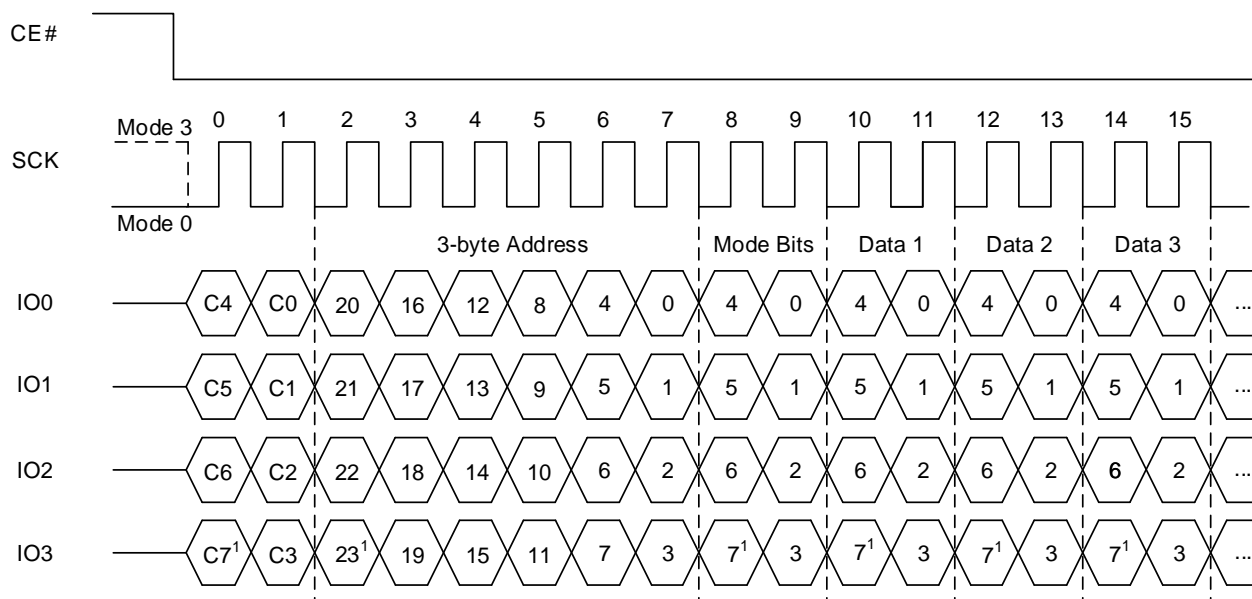 CE#
Mode 3 0 1 2 3 4 5 6 7 8 9 10 11 12 13 14 15
SCK
Mode 0
3-byte Address Mode Bits Data 1 Data 2 Data 3
IO0 C4 C0 20 16 12 8 4 0 4 0 4 0 4 0 4 0 ...
IO1 C5 C1 21 17 13 9 5 1 5 1 5 1 5 1 5 1 ...
IO2 C6 C2 22 18 14 10 6 2 6 2 6 2 6 2 6 2 ...
IO3 C7¹ C3 23¹ 19 15 11 7 3 7¹ 3 7¹ 3 7¹ 3 7¹ 3 ...